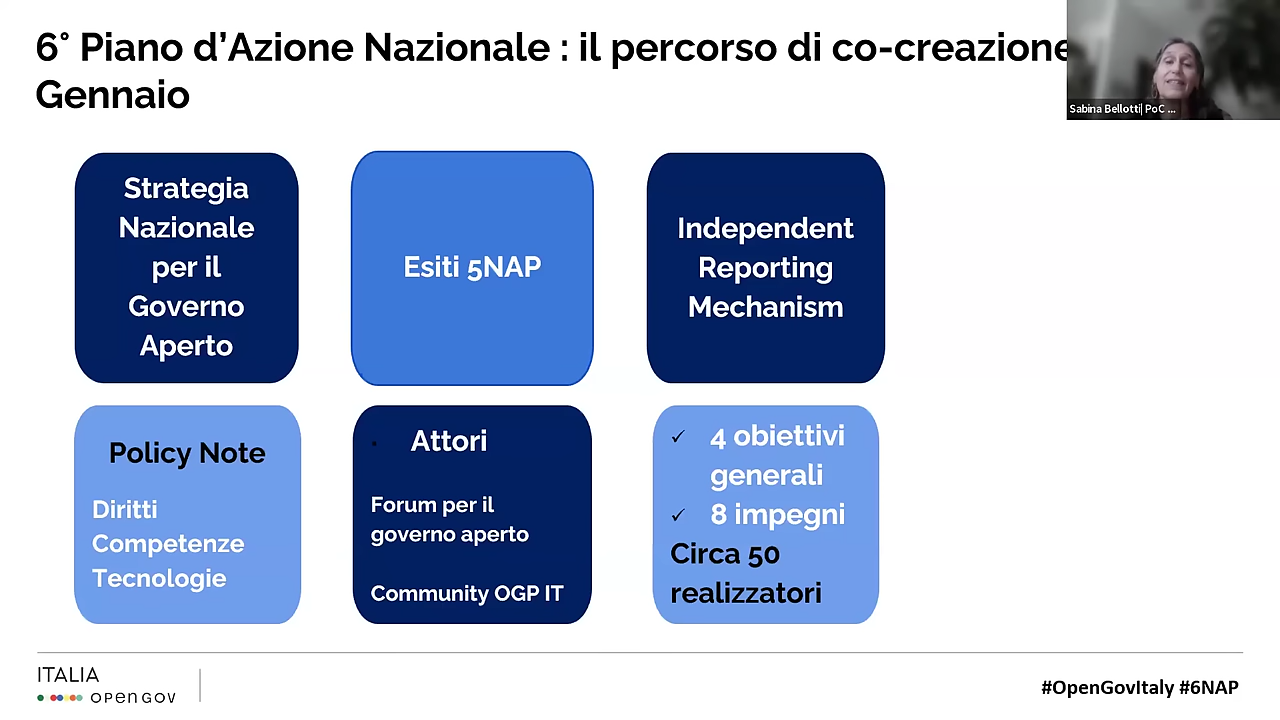 6° Piano d’Azione Nazionale : il percorso di co-creazione
Gennaio
Sabina Bellotti| PoC ...
Strategia
Nazionale
per il
Governo
Aperto
Esiti 5NAP
Independent
Reporting
Mechanism
Policy Note
Diritti
Competenze
Tecnologie
Attori
Forum per il
governo aperto
Community OGP IT
✓ 4 obiettivi
generali
✓ 8 impegni
Circa 50
realizzatori
ITALIA
OPEN GOV
#OpenGovItaly #6NAP